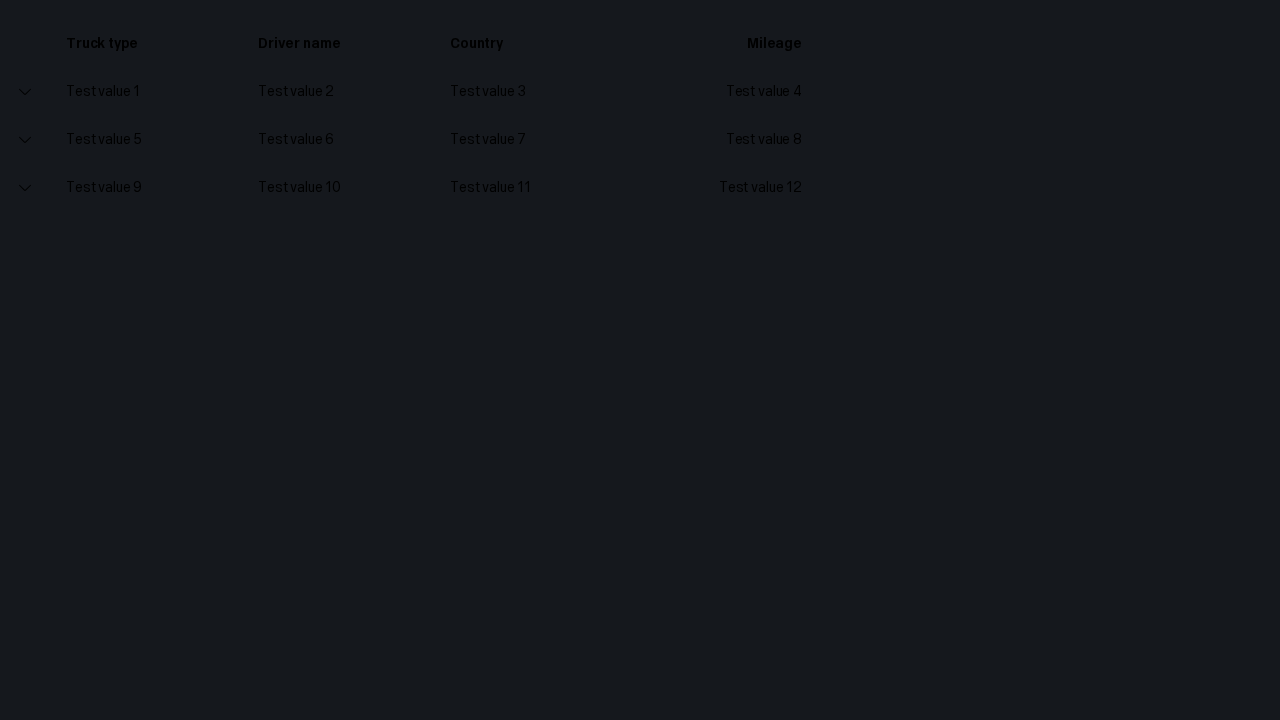 Truck type Driver name Country Mileage
Test value 1 Test value 2 Test value 3 Test value 4
Test value 5 Test value 6 Test value 7 Test value 8
Test value 9 Test value 10 Test value 11 Test value 12